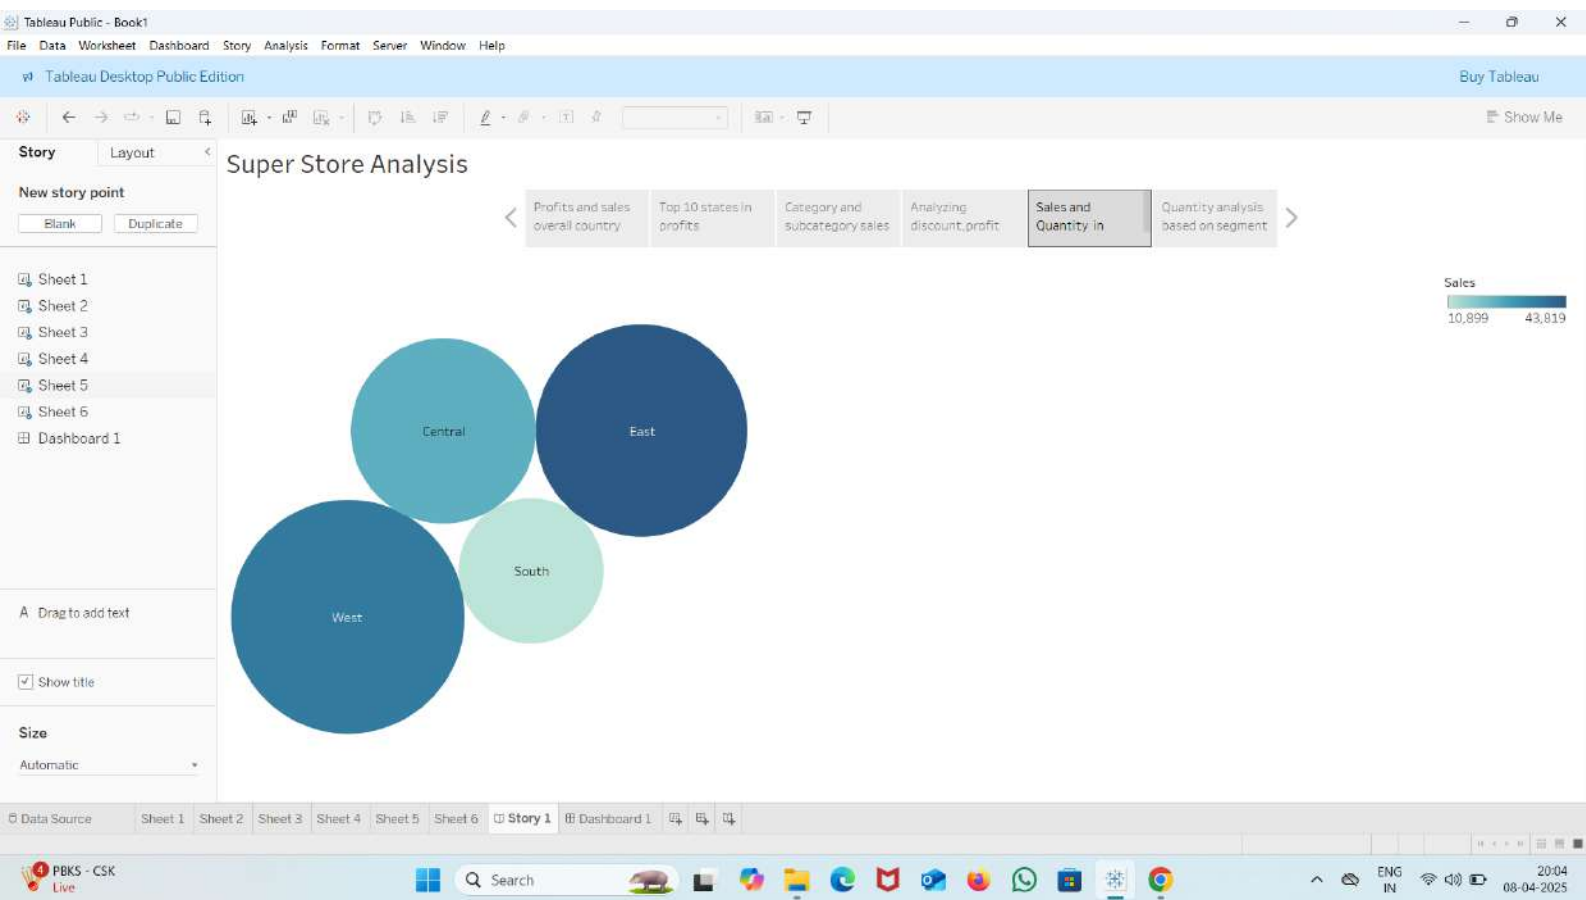 Tableau Public - Book1
File Data Worksheet Dashboard Story Analysis Format Server Window Help
Tableau Desktop Public Edition
Buy Tableau
Show Me
Story Layout
Super Store Analysis
New story point
Blank Duplicate
Profits and sales
overall country
Top 10 states in
profits
Category and
subcategory sales
Analyzing
discount,profit
Sales and
Quantity in
Quantity analysis
based on segment
Sheet 1
Sheet 2
Sheet 3
Sheet 4
Sheet 5
Sheet 6
Dashboard 1
Sales
10,899 43,819
Central
East
South
West
A Drag to add text
Show title
Size
Automatic
Data Source Sheet 1 Sheet 2 Sheet 3 Sheet 4 Sheet 5 Sheet 6 Story 1 Dashboard 1
4
PBKS - CSK
Live
Search
ENG
IN
20:04
08-04-2025